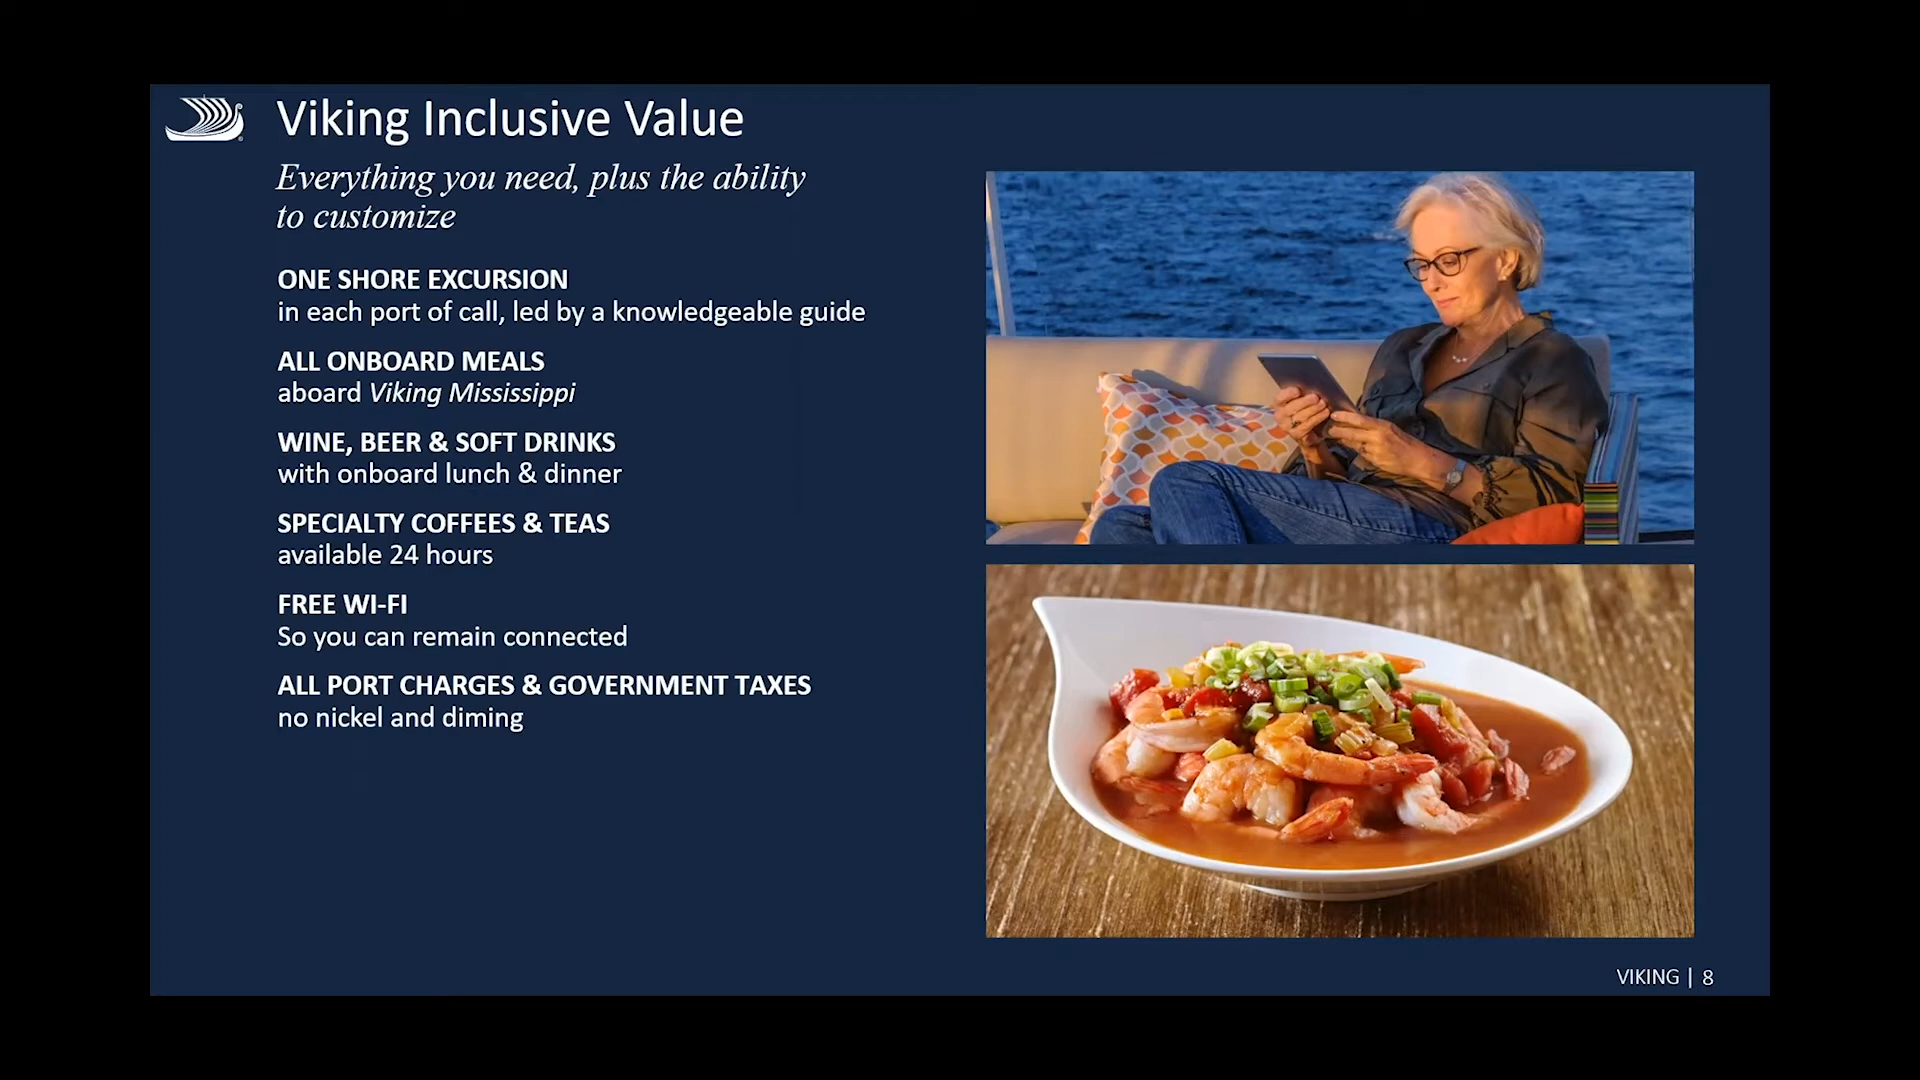 Viking Inclusive Value
Everything you need, plus the ability
to customize
ONE SHORE EXCURSION
in each port of call, led by a knowledgeable guide
ALL ONBOARD MEALS
aboard Viking Mississippi
WINE, BEER & SOFT DRINKS
with onboard lunch & dinner
SPECIALTY COFFEES & TEAS
available 24 hours
FREE WI-FI
So you can remain connected
ALL PORT CHARGES & GOVERNMENT TAXES
no nickel and diming
VIKING | 8